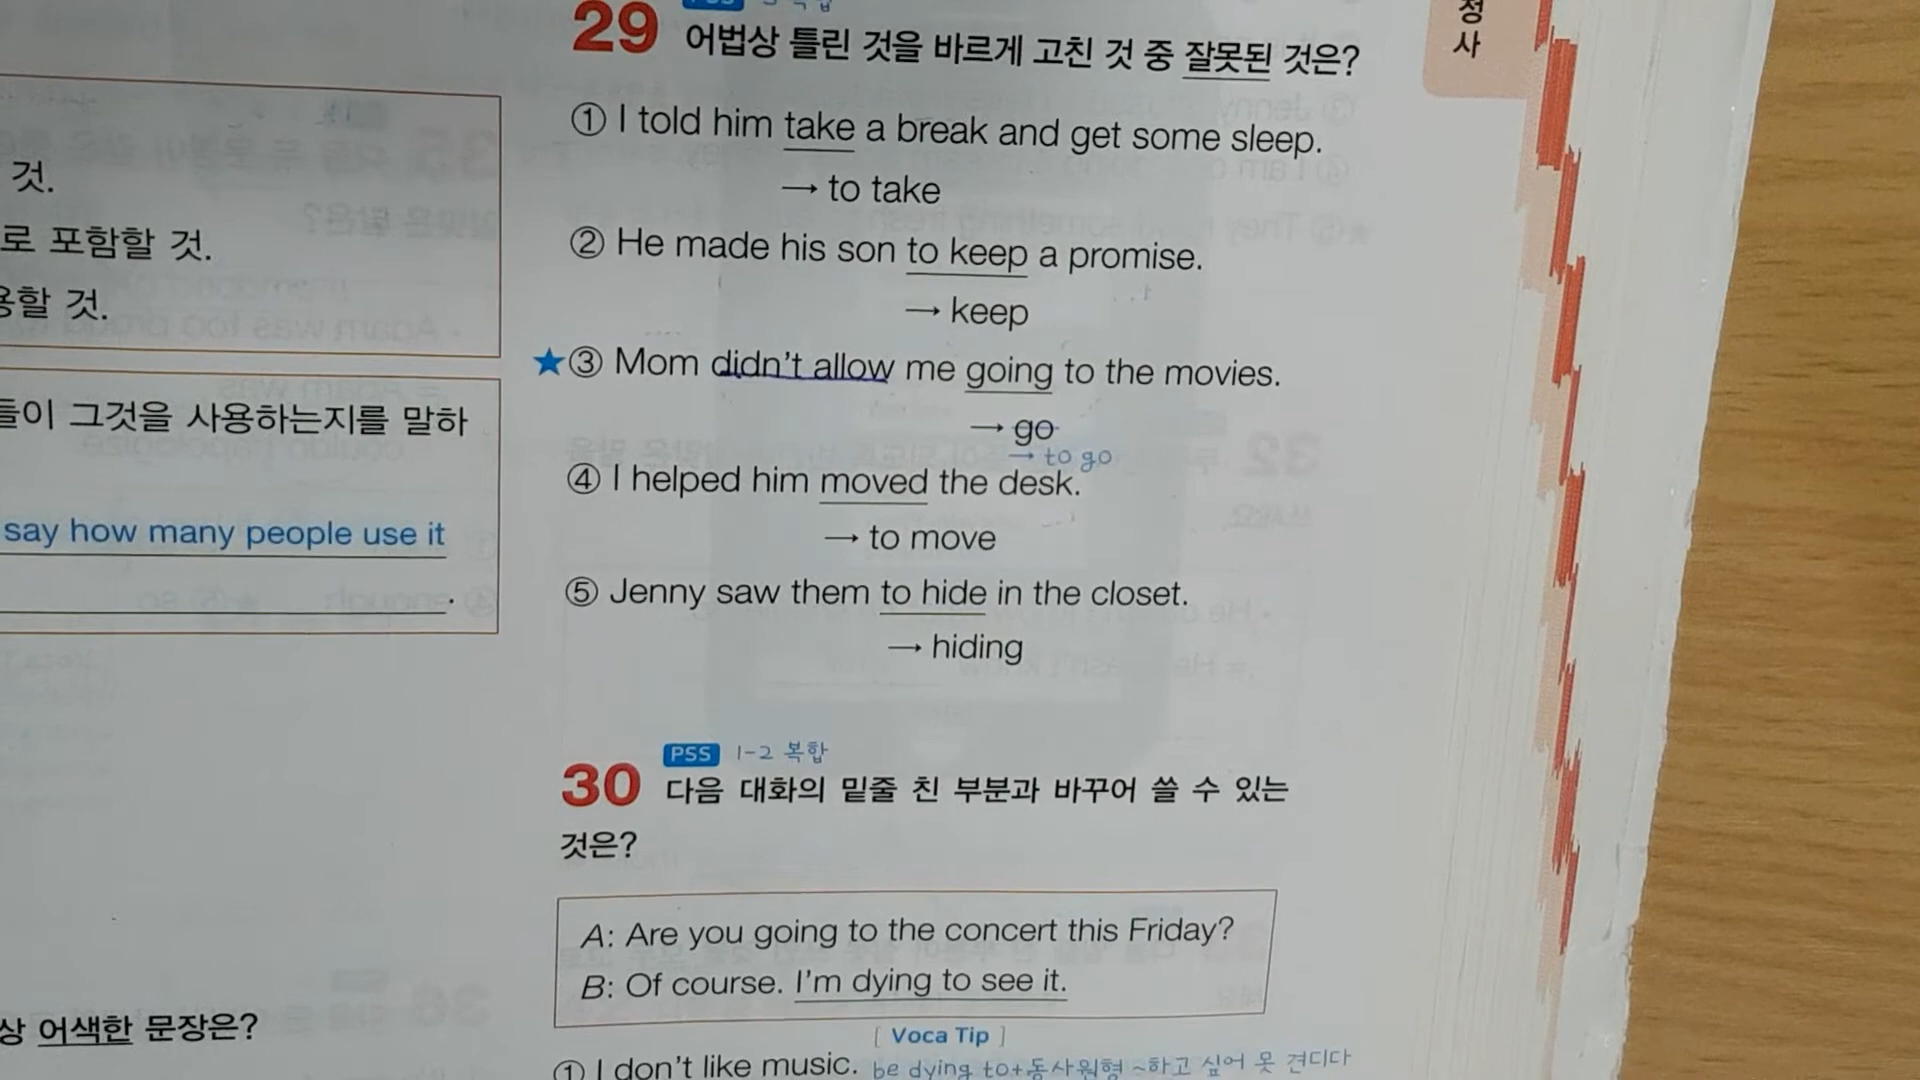 정
사
것.
로 포함할 것.
용할 것.
들이 그것을 사용하는지를 말하
say how many people use it
.
상 어색한 문장은?
29 어법상 틀린 것을 바르게 고친 것 중 잘못된 것은?
① I told him take a break and get some sleep.
→ to take
② He made his son to keep a promise.
→ keep
★③ Mom didn't allow me going to the movies.
→ go
→ to go
④ I helped him moved the desk.
→ to move
⑤ Jenny saw them to hide in the closet.
→ hiding
PSS 1-2 복합
30 다음 대화의 밑줄 친 부분과 바꾸어 쓸 수 있는
것은?
A: Are you going to the concert this Friday?
B: Of course. I'm dying to see it.
[ Voca Tip ]
① I don't like music. be dying to+동사원형 ~하고 싶어 못 견디다